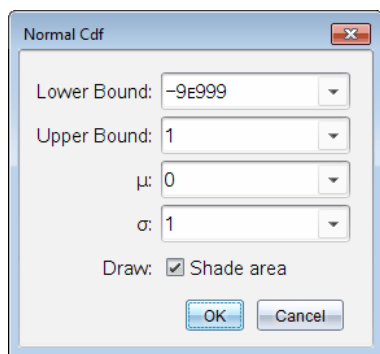 Normal Cdf
Lower Bound: -9E999
Upper Bound: 1
μ: 0
σ: 1
Draw: Shade area
OK Cancel